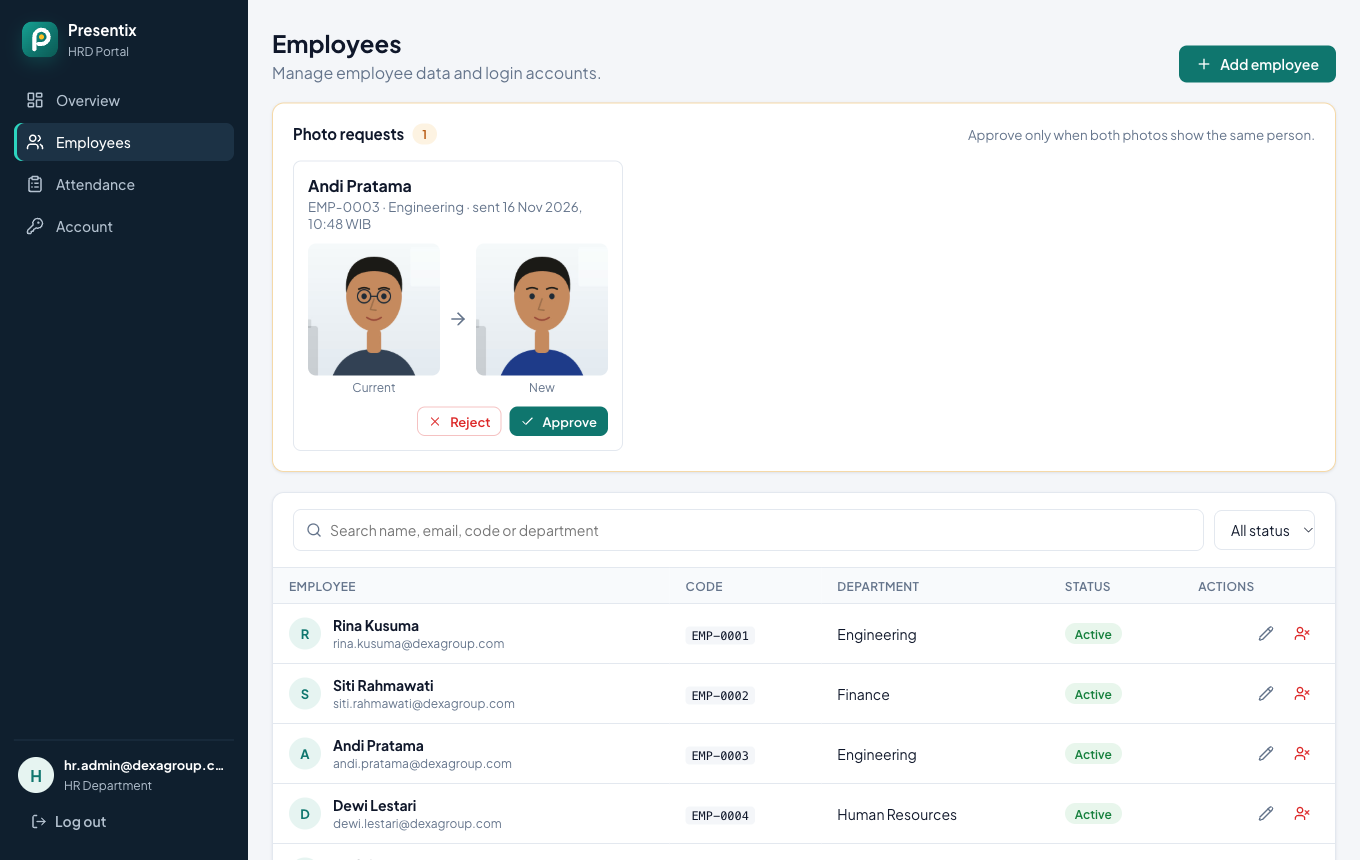 Presentix
HRD Portal
Overview
Employees
Attendance
Account
hr.admin@dexagroup.c...
H
HR Department
Log out
Employees
Manage employee data and login accounts.
Add employee
Photo requests 1
Approve only when both photos show the same person.
Andi Pratama
EMP-0003 · Engineering · sent 16 Nov 2026,
10:48 WIB
Current
New
Reject
Approve
Search name, email, code or department
All status
EMPLOYEE CODE DEPARTMENT STATUS ACTIONS
R Rina Kusuma
rina.kusuma@dexagroup.com
EMP-0001 Engineering Active
S Siti Rahmawati
siti.rahmawati@dexagroup.com
EMP-0002 Finance Active
A Andi Pratama
andi.pratama@dexagroup.com
EMP-0003 Engineering Active
D Dewi Lestari
dewi.lestari@dexagroup.com
EMP-0004 Human Resources Active